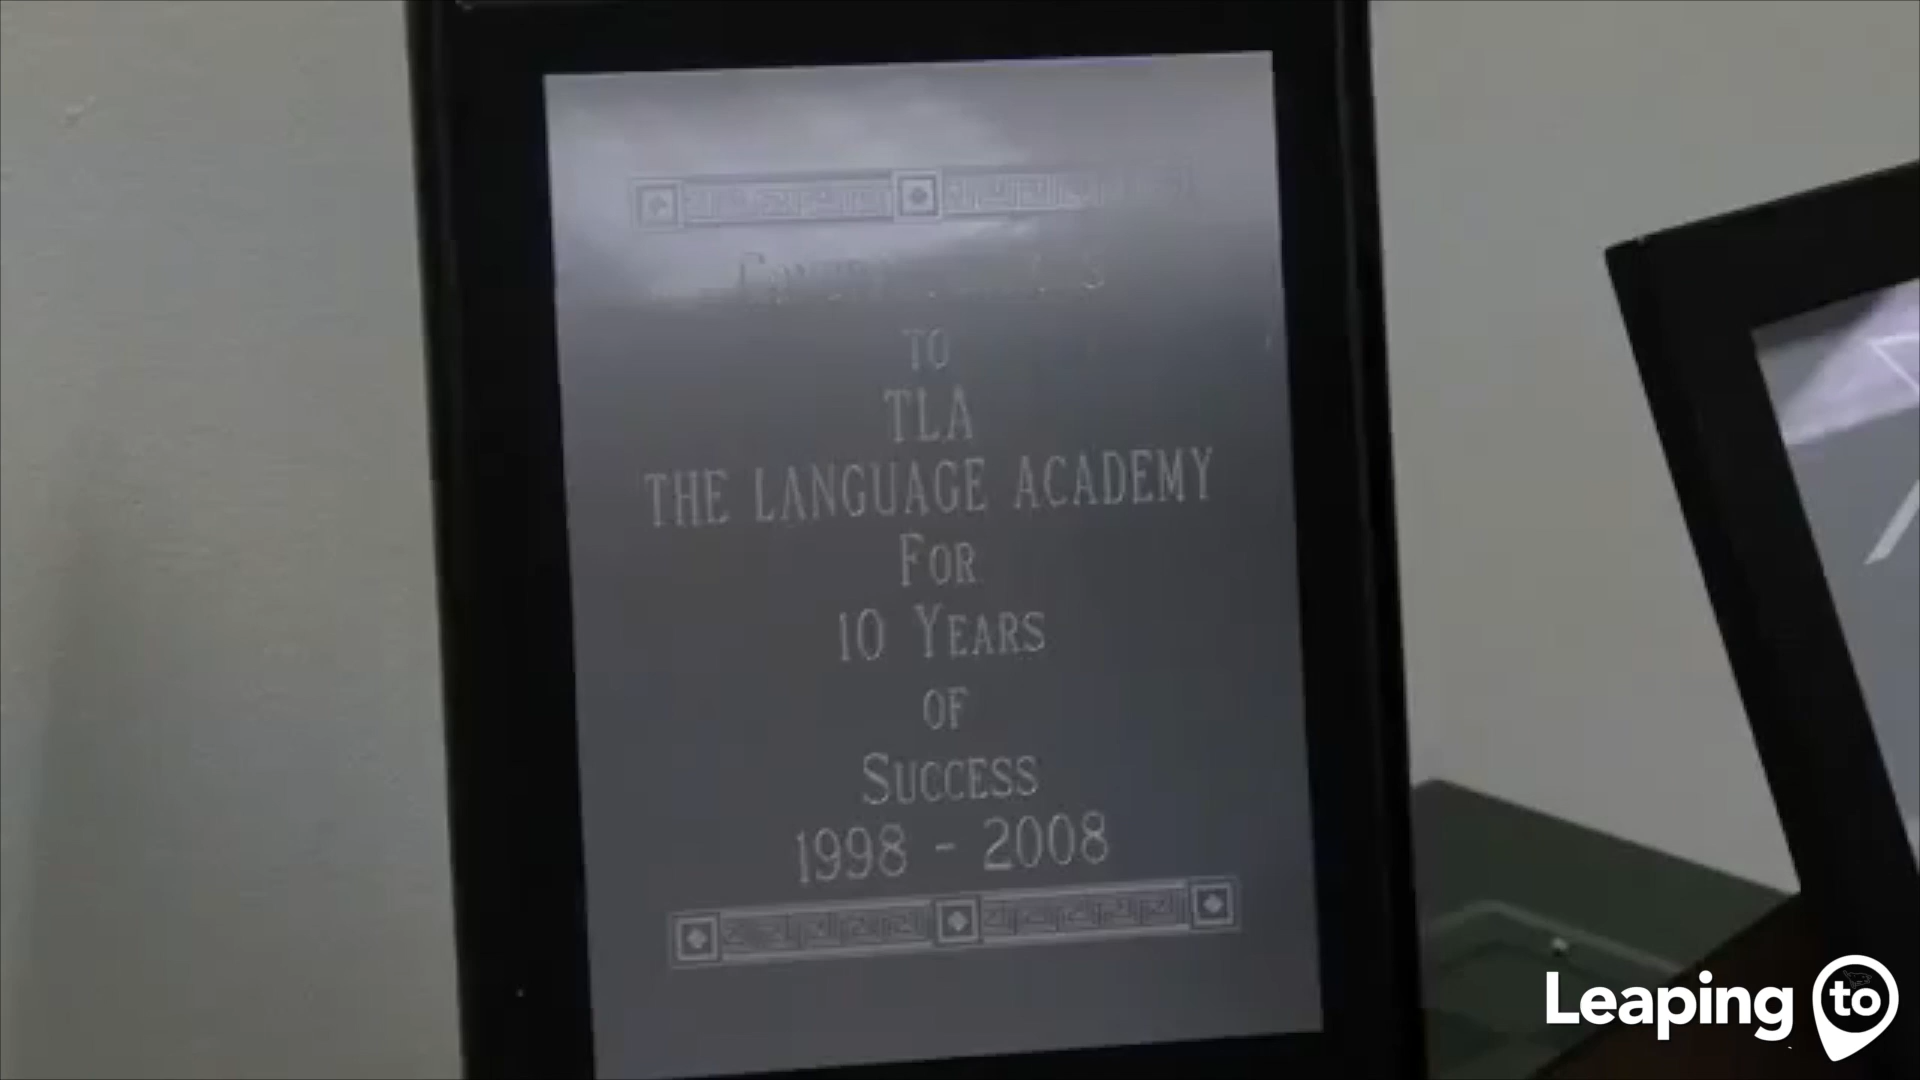 TO
TLA
THE LANGUAGE ACADEMY
FOR
10 YEARS
OF
SUCCESS
1998 - 2008
Leaping to